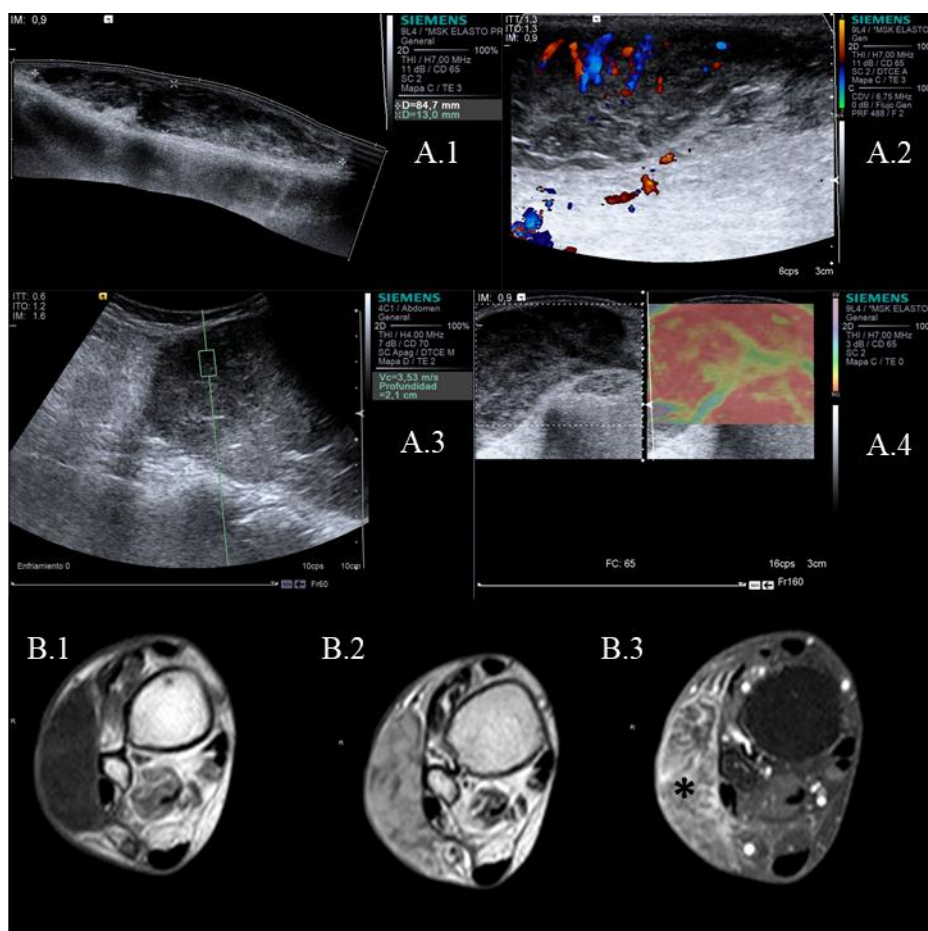 IM: 0,9
SIEMENS
9L4 / *MSK ELASTO PR
General
2D 100%
THI / H7,00 MHz
11 dB / CD 65
SC 2
Mapa C / TE 3
D=84,7 mm
D=13,0 mm
A.1
ITT: 1.3
ITO: 1.3
IM: 0,9
SIEMENS
9L4 / *MSK ELASTO
Gen
2D 100%
THI / H7,00 MHz
11 dB / CD 65
SC 2 / DTCE A
Mapa C / TE 3
C 100%
CDV / 6,75 MHz
0 dB / Flujo Gen
PRF 488 / F 2
A.2
6cps 3cm
ITT: 0.6
ITO: 1.2
IM: 1.6
SIEMENS
4C1 / Abdomen
General
2D 100%
THI / H4.00 MHz
7 dB / CD 70
SC Apag / DTCE M
Mapa D / TE 2
Vc=3,53 m/s
Profundidad
=2,1 cm
A.3
Enfriamiento 0
10cps 10cm
Fr60
IM: 0,9
SIEMENS
9L4 / *MSK ELASTO
General
2D 100%
THI / H7,00 MHz
3 dB / CD 65
SC 2
Mapa C / TE 0
A.4
FC: 65
16cps 3cm
Fr160
B.1
B.2
B.3
R
R
R
*